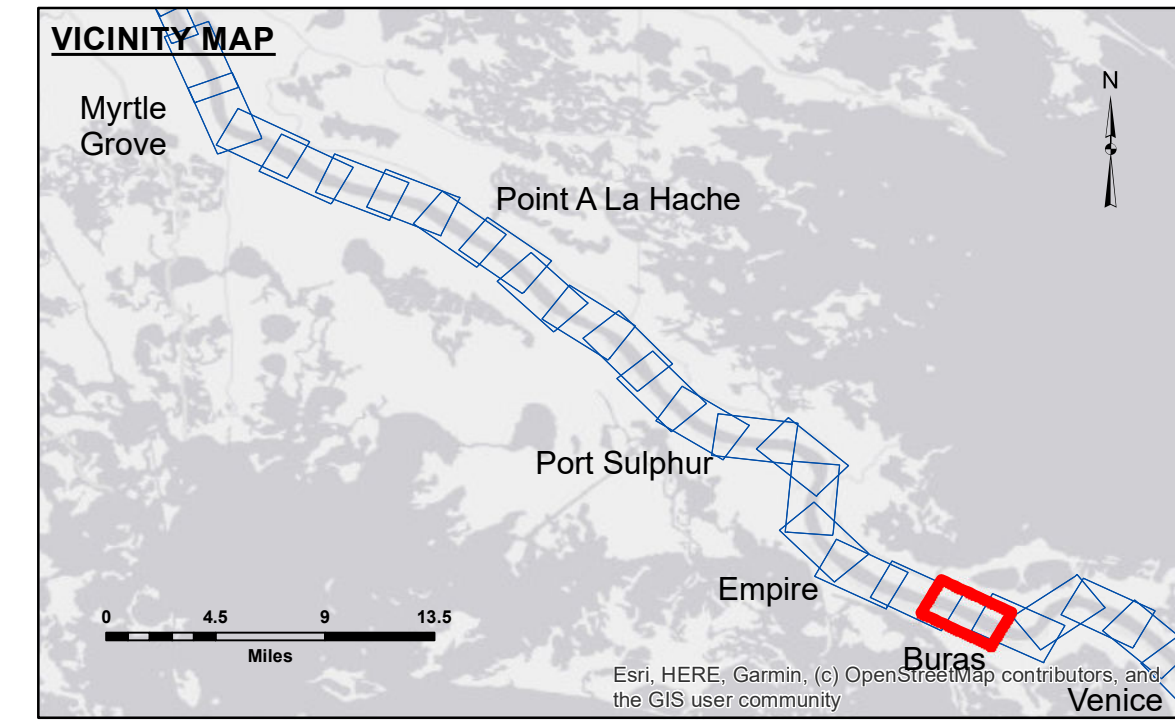 VICINITY MAP
N
Myrtle
Grove
Point A La Hache
Port Sulphur
Empire
0 4.5 9 13.5
Miles
Buras
Esri, HERE, Garmin, (c) OpenStreetMap contributors, and
the GIS user community
Venice